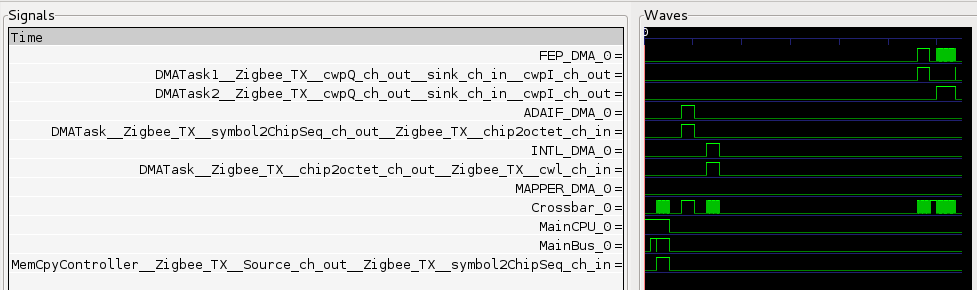 Signals
Waves
Time
0
FEP_DMA_0 =
DMATask1__Zigbee_TX__cwpQ_ch_out__sink_ch_in__cwpI_ch_out =
DMATask2__Zigbee_TX__cwpQ_ch_out__sink_ch_in__cwpI_ch_out =
ADAIF_DMA_0 =
DMATask__Zigbee_TX__symbol2ChipSeq_ch_out__Zigbee_TX__chip2octet_ch_in =
INTL_DMA_0 =
DMATask__Zigbee_TX__chip2octet_ch_out__Zigbee_TX__cwl_ch_in =
MAPPER_DMA_0 =
Crossbar_0 =
MainCPU_0 =
MainBus_0 =
MemCpyController__Zigbee_TX__Source_ch_out__Zigbee_TX__symbol2ChipSeq_ch_in =